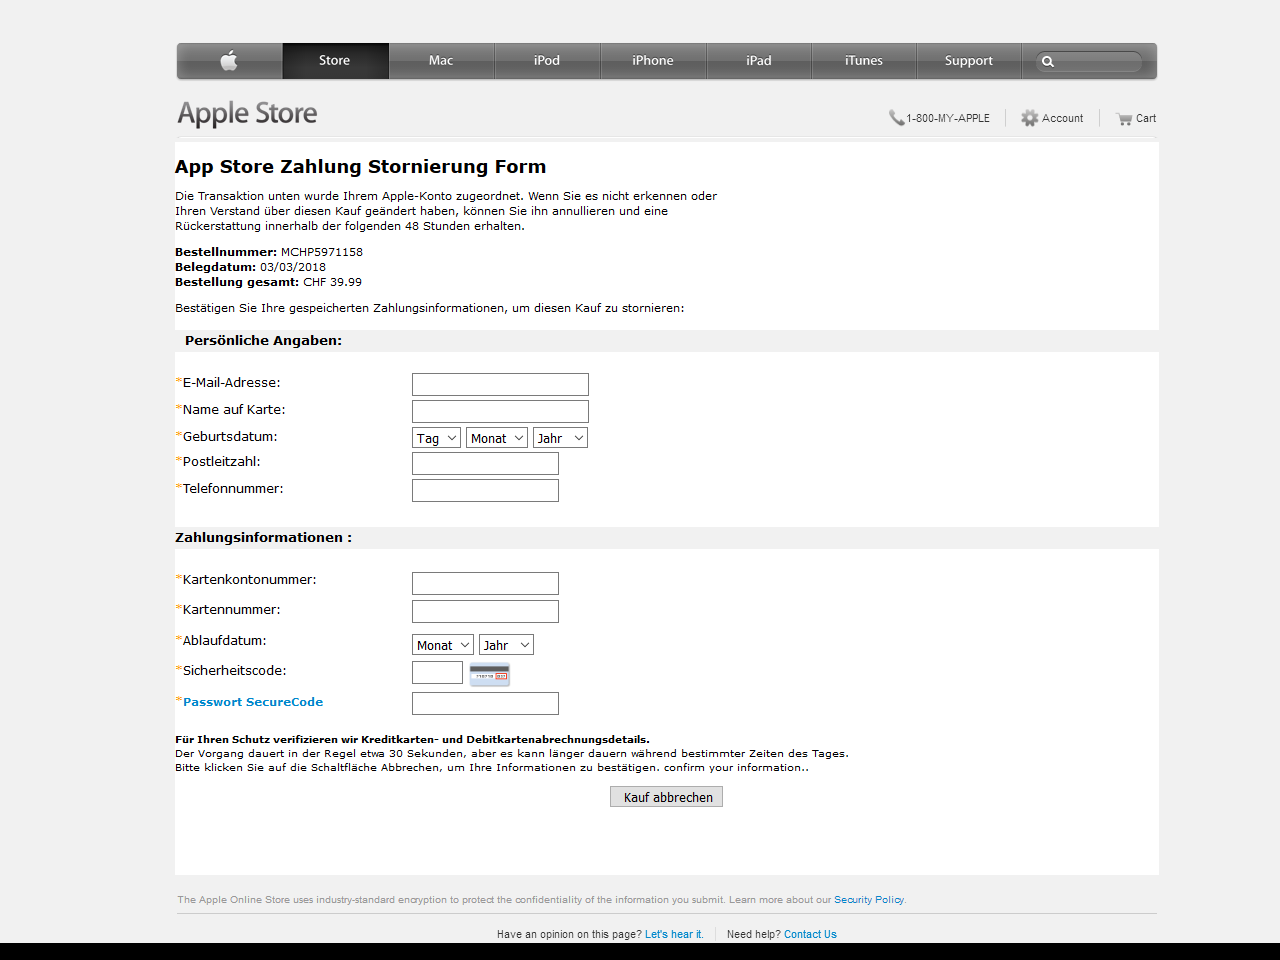 Store Mac iPod iPhone iPad iTunes Support
Apple Store
1-800-MY-APPLE Account Cart
App Store Zahlung Stornierung Form
Die Transaktion unten wurde Ihrem Apple-Konto zugeordnet. Wenn Sie es nicht erkennen oder
Ihren Verstand über diesen Kauf geändert haben, können Sie ihn annullieren und eine
Rückerstattung innerhalb der folgenden 48 Stunden erhalten.
Bestellnummer: MCHP5971158
Belegdatum: 03/03/2018
Bestellung gesamt: CHF 39.99
Bestätigen Sie Ihre gespeicherten Zahlungsinformationen, um diesen Kauf zu stornieren:
Persönliche Angaben:
*E-Mail-Adresse:
*Name auf Karte:
*Geburtsdatum: Tag Monat Jahr
*Postleitzahl:
*Telefonnummer:
Zahlungsinformationen :
*Kartenkontonummer:
*Kartennummer:
*Ablaufdatum: Monat Jahr
*Sicherheitscode:
*Passwort SecureCode
Für Ihren Schutz verifizieren wir Kreditkarten- und Debitkartenabrechnungsdetails.
Der Vorgang dauert in der Regel etwa 30 Sekunden, aber es kann länger dauern während bestimmter Zeiten des Tages.
Bitte klicken Sie auf die Schaltfläche Abbrechen, um Ihre Informationen zu bestätigen. confirm your information..
Kauf abbrechen
The Apple Online Store uses industry-standard encryption to protect the confidentiality of the information you submit. Learn more about our Security Policy.
Have an opinion on this page? Let's hear it. Need help? Contact Us